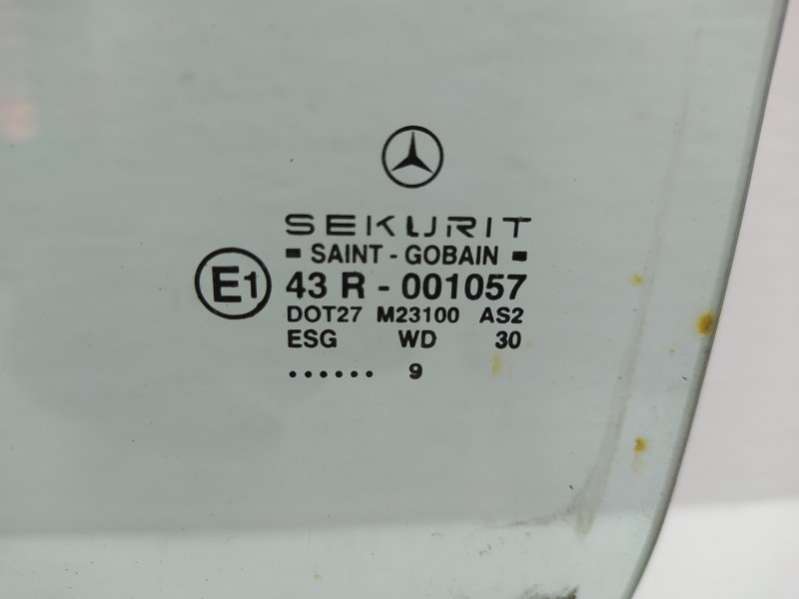 SEKURIT
SAINT - GOBAIN
E1
43 R - 001057
DOT27 M23100 AS2
ESG WD 30
...... 9